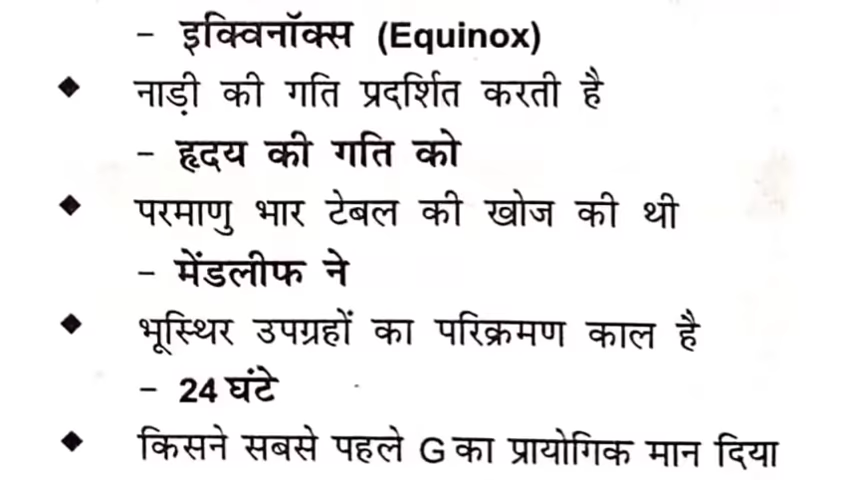 – इक्विनॉक्स (Equinox)
◆ नाड़ी की गति प्रदर्शित करती है
– हृदय की गति को
◆ परमाणु भार टेबल की खोज की थी
– मेंडलीफ ने
◆ भूस्थिर उपग्रहों का परिक्रमण काल है
– 24 घंटे
◆ किसने सबसे पहले G का प्रायोगिक मान दिया